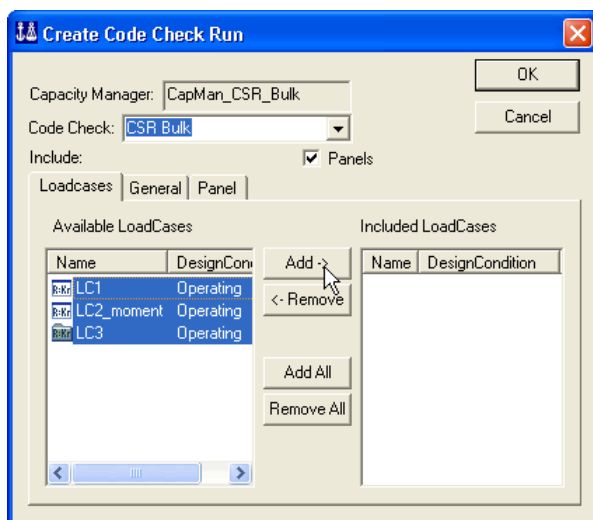 Create Code Check Run
OK
Capacity Manager: CapMan_CSR_Bulk
Cancel
Code Check: CSR Bulk
Include: Panels
Loadcases General Panel
Available LoadCases Included LoadCases
Name DesignCon Add -> Name DesignCondition
LC1 Operating
LC2_moment Operating <- Remove
LC3 Operating
Add All
Remove All